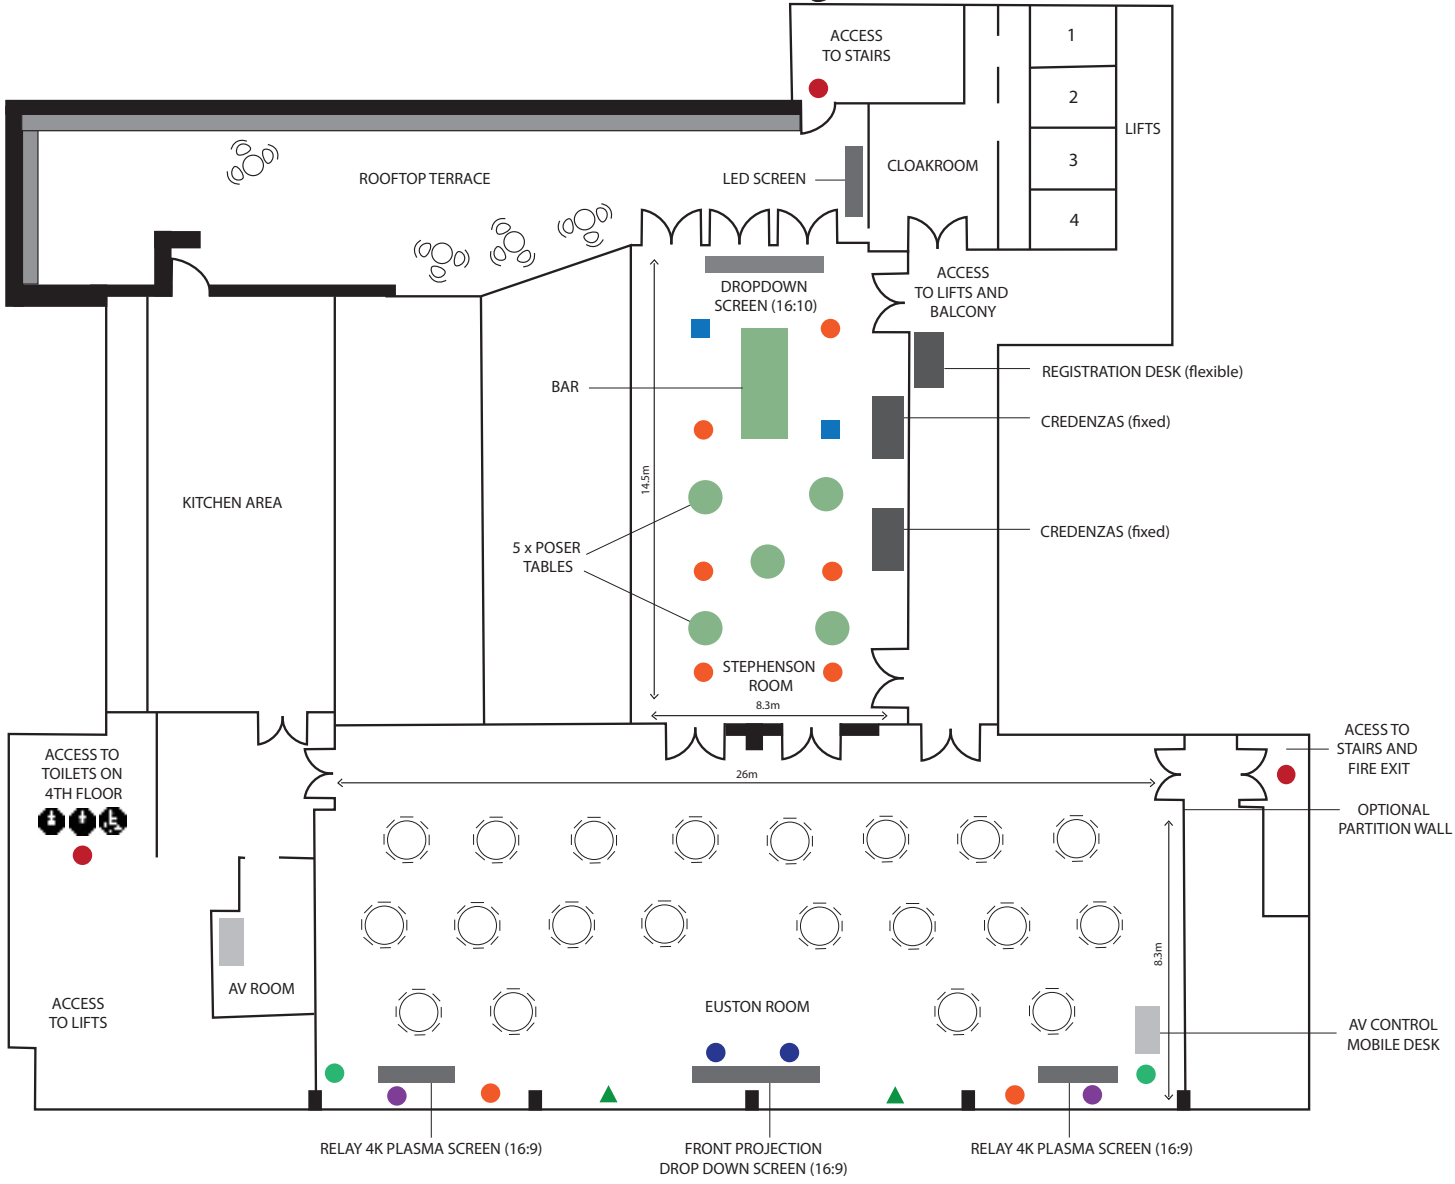 ACCESS
TO STAIRS
1
2
3
4
LIFTS
CLOAKROOM
LED SCREEN
ROOFTOP TERRACE
DROPDOWN
SCREEN (16:10)
ACCESS
TO LIFTS AND
BALCONY
REGISTRATION DESK (flexible)
BAR
CREDENZAS (fixed)
14.5m
KITCHEN AREA
CREDENZAS (fixed)
5 x POSER
TABLES
STEPHENSON
ROOM
8.3m
ACCESS TO
TOILETS ON
4TH FLOOR
26m
ACESS TO
STAIRS AND
FIRE EXIT
OPTIONAL
PARTITION WALL
8.3m
AV ROOM
ACCESS
TO LIFTS
EUSTON ROOM
AV CONTROL
MOBILE DESK
RELAY 4K PLASMA SCREEN (16:9)
FRONT PROJECTION
DROP DOWN SCREEN (16:9)
RELAY 4K PLASMA SCREEN (16:9)